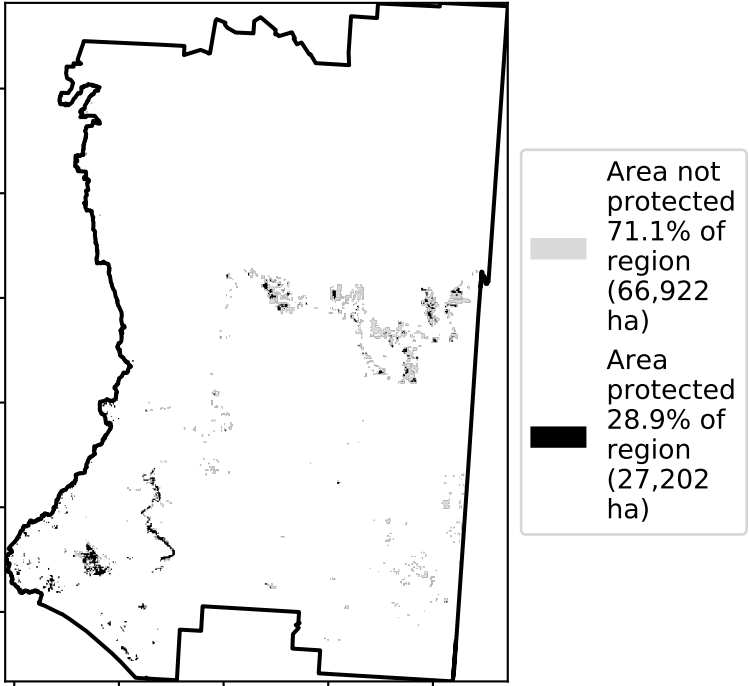 Area not
protected
71.1% of
region
(66,922
ha)
Area
protected
28.9% of
region
(27,202
ha)